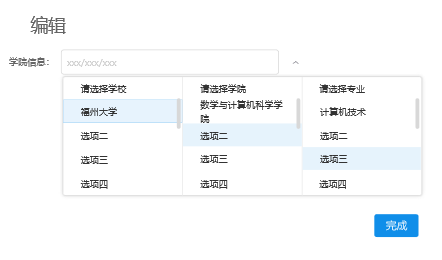 编辑
学院信息: xxx/xxx/xxx
请选择学校 请选择学院 请选择专业
福州大学 数学与计算机科学学院 计算机技术
选项二 选项二 选项二
选项三 选项三 选项三
选项四 选项四 选项四
完成